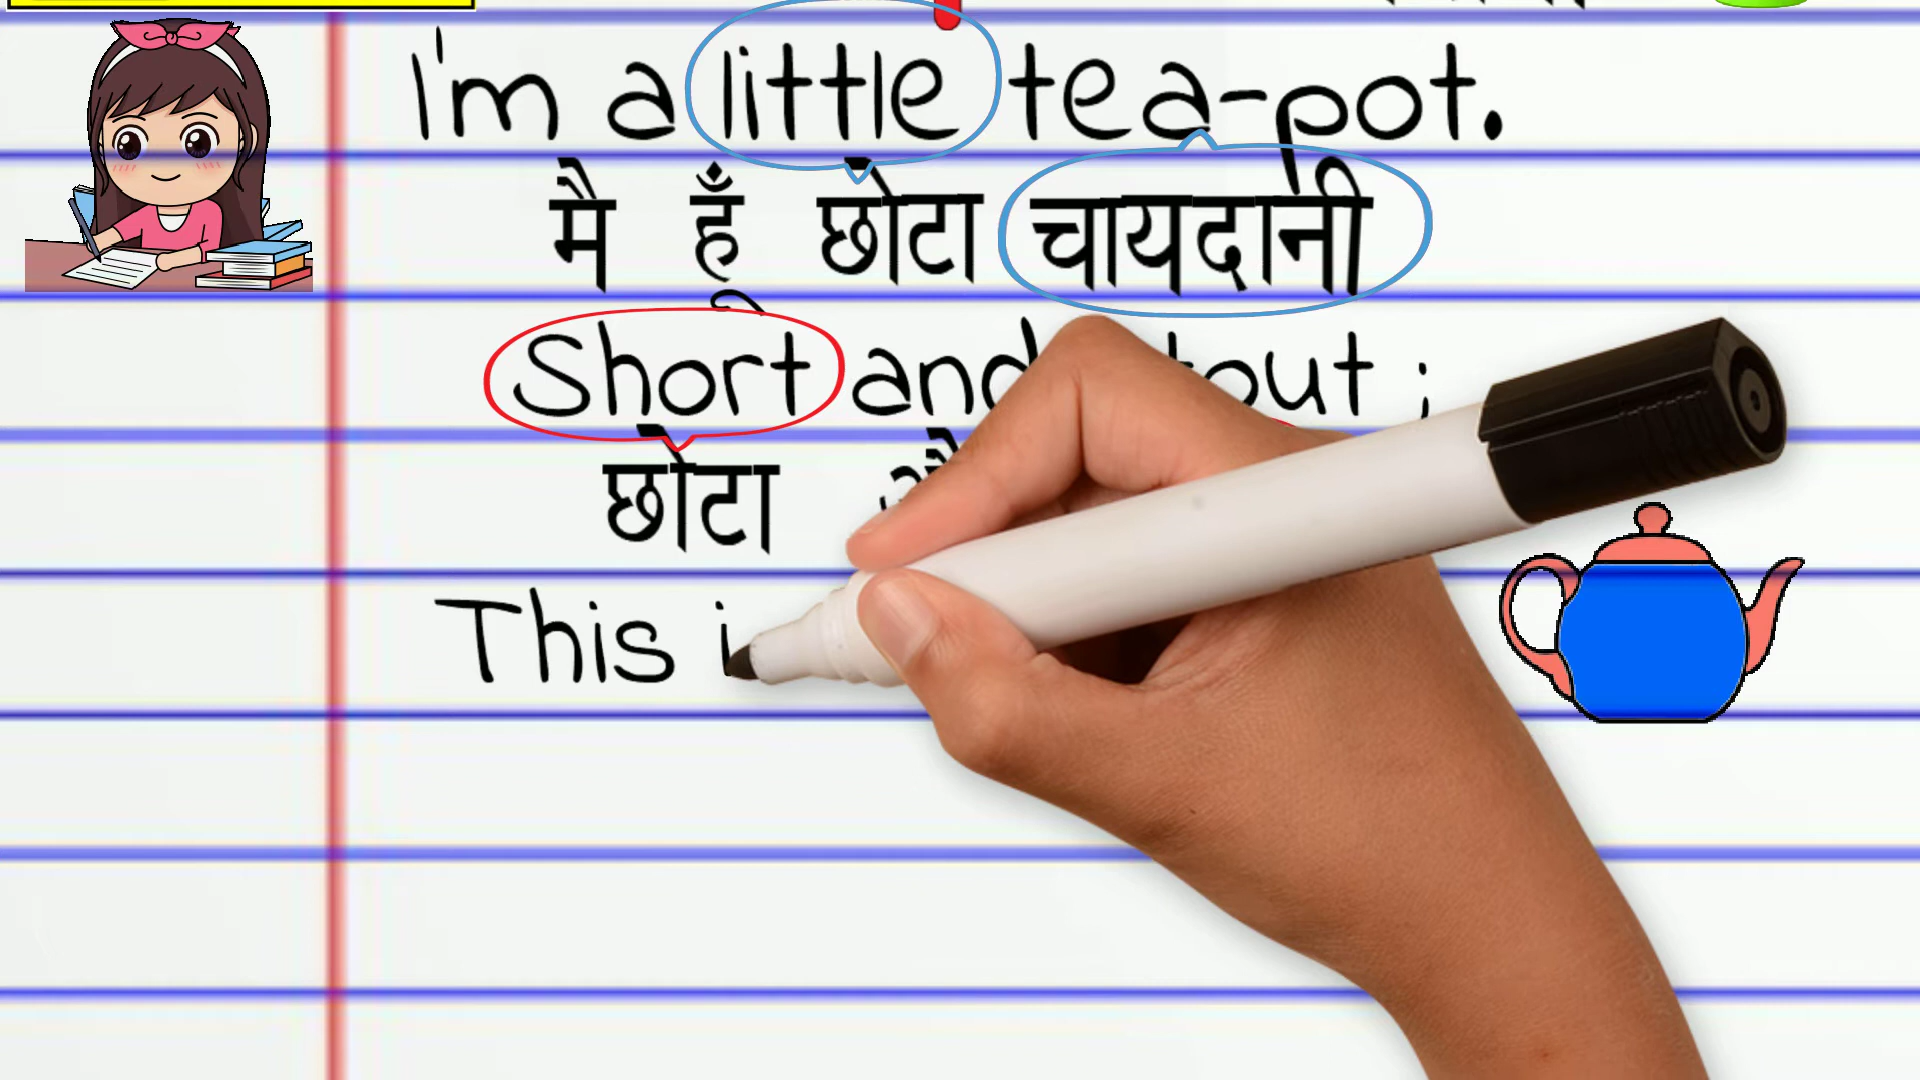 I'm a little tea-pot.
मै हूँ छोटा चायदानी
Short and ;
छोटा
This